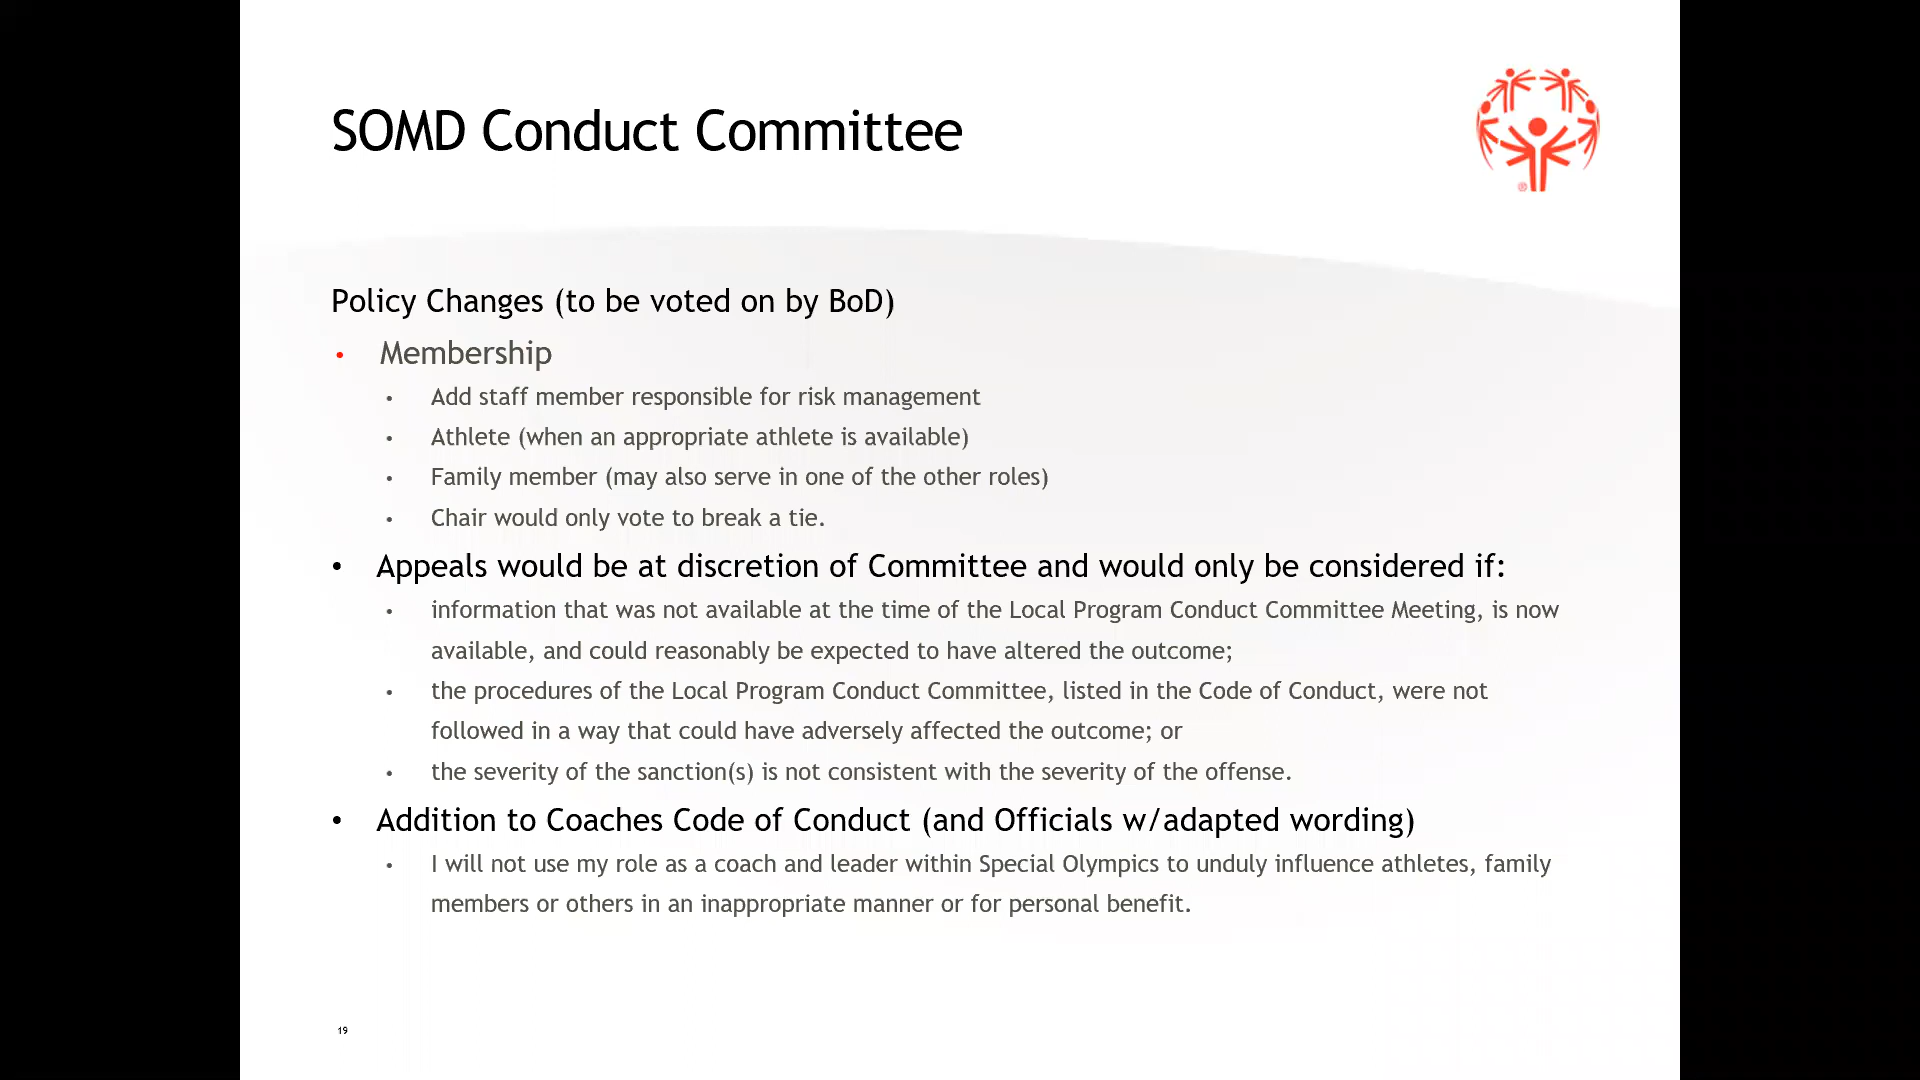 SOMD Conduct Committee
®
Policy Changes (to be voted on by BoD)
• Membership
• Add staff member responsible for risk management
• Athlete (when an appropriate athlete is available)
• Family member (may also serve in one of the other roles)
• Chair would only vote to break a tie.
• Appeals would be at discretion of Committee and would only be considered if:
• information that was not available at the time of the Local Program Conduct Committee Meeting, is now
available, and could reasonably be expected to have altered the outcome;
• the procedures of the Local Program Conduct Committee, listed in the Code of Conduct, were not
followed in a way that could have adversely affected the outcome; or
• the severity of the sanction(s) is not consistent with the severity of the offense.
• Addition to Coaches Code of Conduct (and Officials w/adapted wording)
• I will not use my role as a coach and leader within Special Olympics to unduly influence athletes, family
members or others in an inappropriate manner or for personal benefit.
19